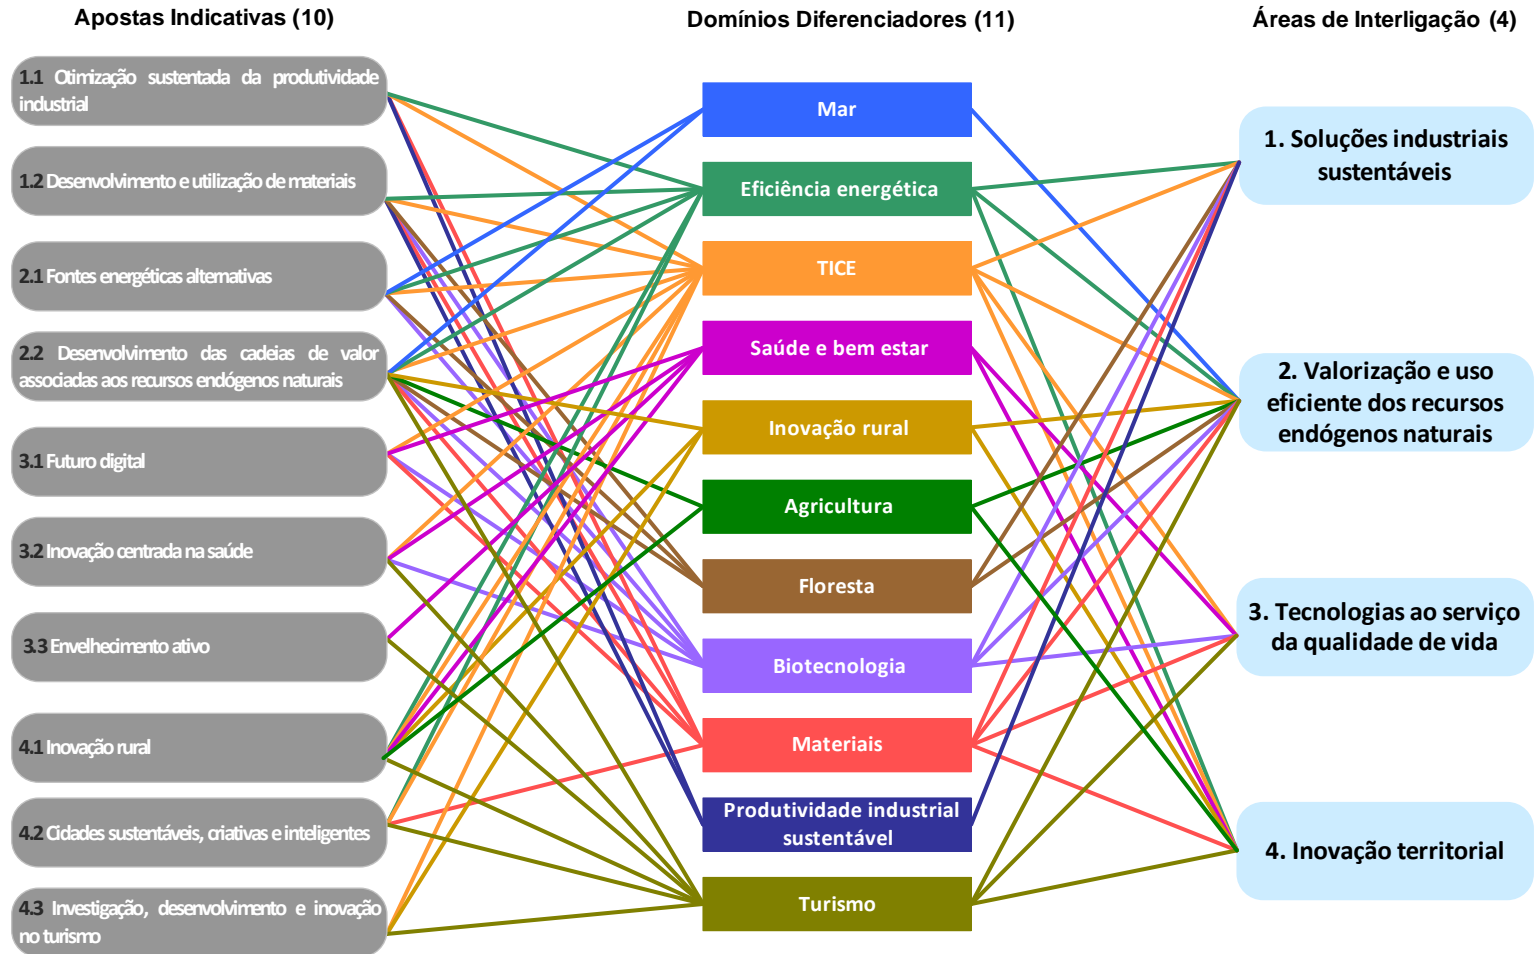 Apostas Indicativas (10)
1.1 Otimização sustentada da produtividade
industrial
1.2 Desenvolvimento e utilização de materiais
2.1 Fontes energéticas alternativas
2.2 Desenvolvimento das cadeias de valor
associadas aos recursos endógenos naturais
3.1 Futuro digital
3.2 Inovação centrada na saúde
3.3 Envelhecimento ativo
4.1 Inovação rural
4.2 Cidades sustentáveis, criativas e inteligentes
4.3 Investigação, desenvolvimento e inovação
no turismo
Domínios Diferenciadores (11)
Mar
Eficiência energética
TICE
Saúde e bem estar
Inovação rural
Agricultura
Floresta
Biotecnologia
Materiais
Produtividade industrial
sustentável
Turismo
Áreas de Interligação (4)
1. Soluções industriais
sustentáveis
2. Valorização e uso
eficiente dos recursos
endógenos naturais
3. Tecnologias ao serviço
da qualidade de vida
4. Inovação territorial